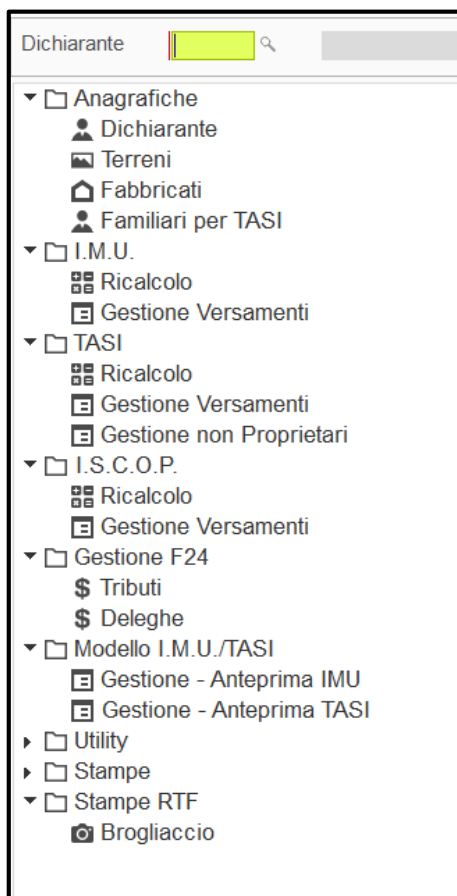 Dichiarante
Anagrafiche
Dichiarante
Terreni
Fabbricati
Familiari per TASI
I.M.U.
Ricalcolo
Gestione Versamenti
TASI
Ricalcolo
Gestione Versamenti
Gestione non Proprietari
I.S.C.O.P.
Ricalcolo
Gestione Versamenti
Gestione F24
Tributi
Deleghe
Modello I.M.U./TASI
Gestione - Anteprima IMU
Gestione - Anteprima TASI
Utility
Stampe
Stampe RTF
Brogliaccio